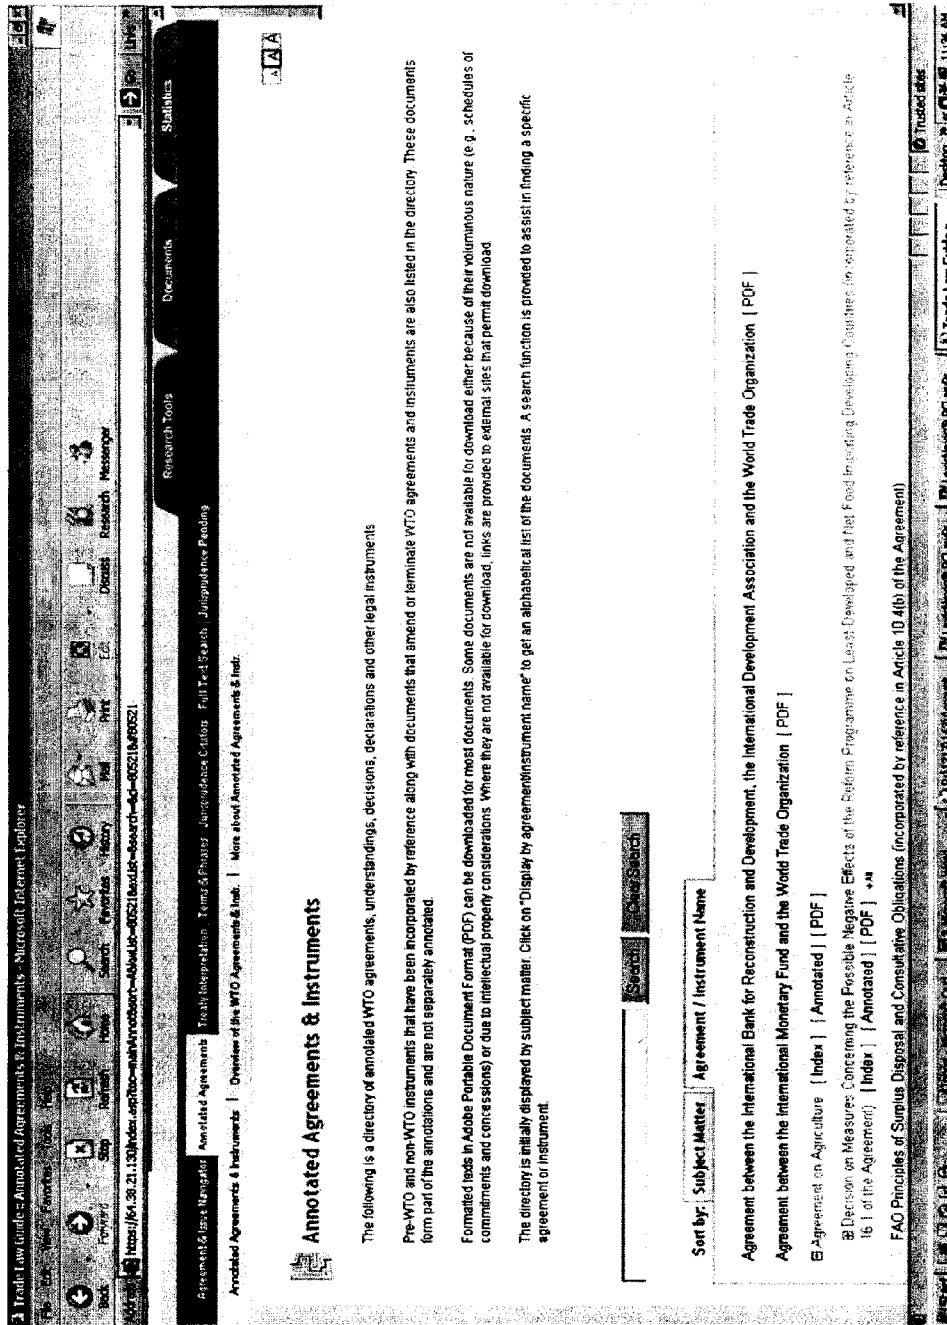 Trade Law Guide :: Annotated Agreements & Instruments - Microsoft Internet Explorer
File Edit View Favorites Tools Help
Back Forward Stop Refresh Home Search Favorites History Mail Print Edit Discuss Research Messenger
Go Links
Research Tools Documents Statistics
Agreement & Issue Navigator Annotated Agreements Treaty Interpretation Terms & Phrases Jurisprudence Citators Full Text Search Jurisprudence Pending
Annotated Agreements & Instruments | Overview of the WTO Agreements & Instr. | More about Annotated Agreements & Instr.
A A A
Annotated Agreements & Instruments
The following is a directory of annotated WTO agreements, understandings, decisions, declarations and other legal instruments
Pre-WTO and non-WTO instruments that have been incorporated by reference along with documents that amend or terminate WTO agreements and instruments are also listed in the directory. These documents
form part of the annotations and are not separately annotated.
Formatted texts in Adobe Portable Document Format (PDF) can be downloaded for most documents. Some documents are not available for download either because of their voluminous nature (e.g., schedules of
commitments and concessions) or due to intellectual property considerations. Where they are not available for download, links are provided to external sites that permit download
The directory is initially displayed by subject matter. Click on "Display by agreement/instrument name" to get an alphabetical list of the documents. A search function is provided to assist in finding a specific
agreement or instrument.
Search Clear Search
Sort by: Subject Matter Agreement / Instrument Name
Agreement between the International Bank for Reconstruction and Development, the International Development Association and the World Trade Organization [ PDF ]
Agreement between the International Monetary Fund and the World Trade Organization [ PDF ]
Agreement on Agriculture [ Index ] [ Annotated ] [ PDF ]
Decision on Measures Concerning the Possible Negative Effects of the Reform Programme on Least Developed and Net Food Importing Developing Countries (incorporated by reference in Article
16.1 of the Agreement) [ Index ] [ Annotated ] [ PDF ]
FAO Principles of Surplus Disposal and Consultative Obligations (incorporated by reference in Article 10.4(b) of the Agreement)
Trusted sites
11:36 AM